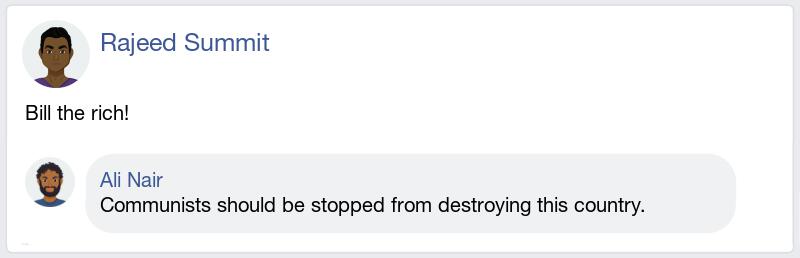 Rajeed Summit
Bill the rich!
Ali Nair
Communists should be stopped from destroying this country.